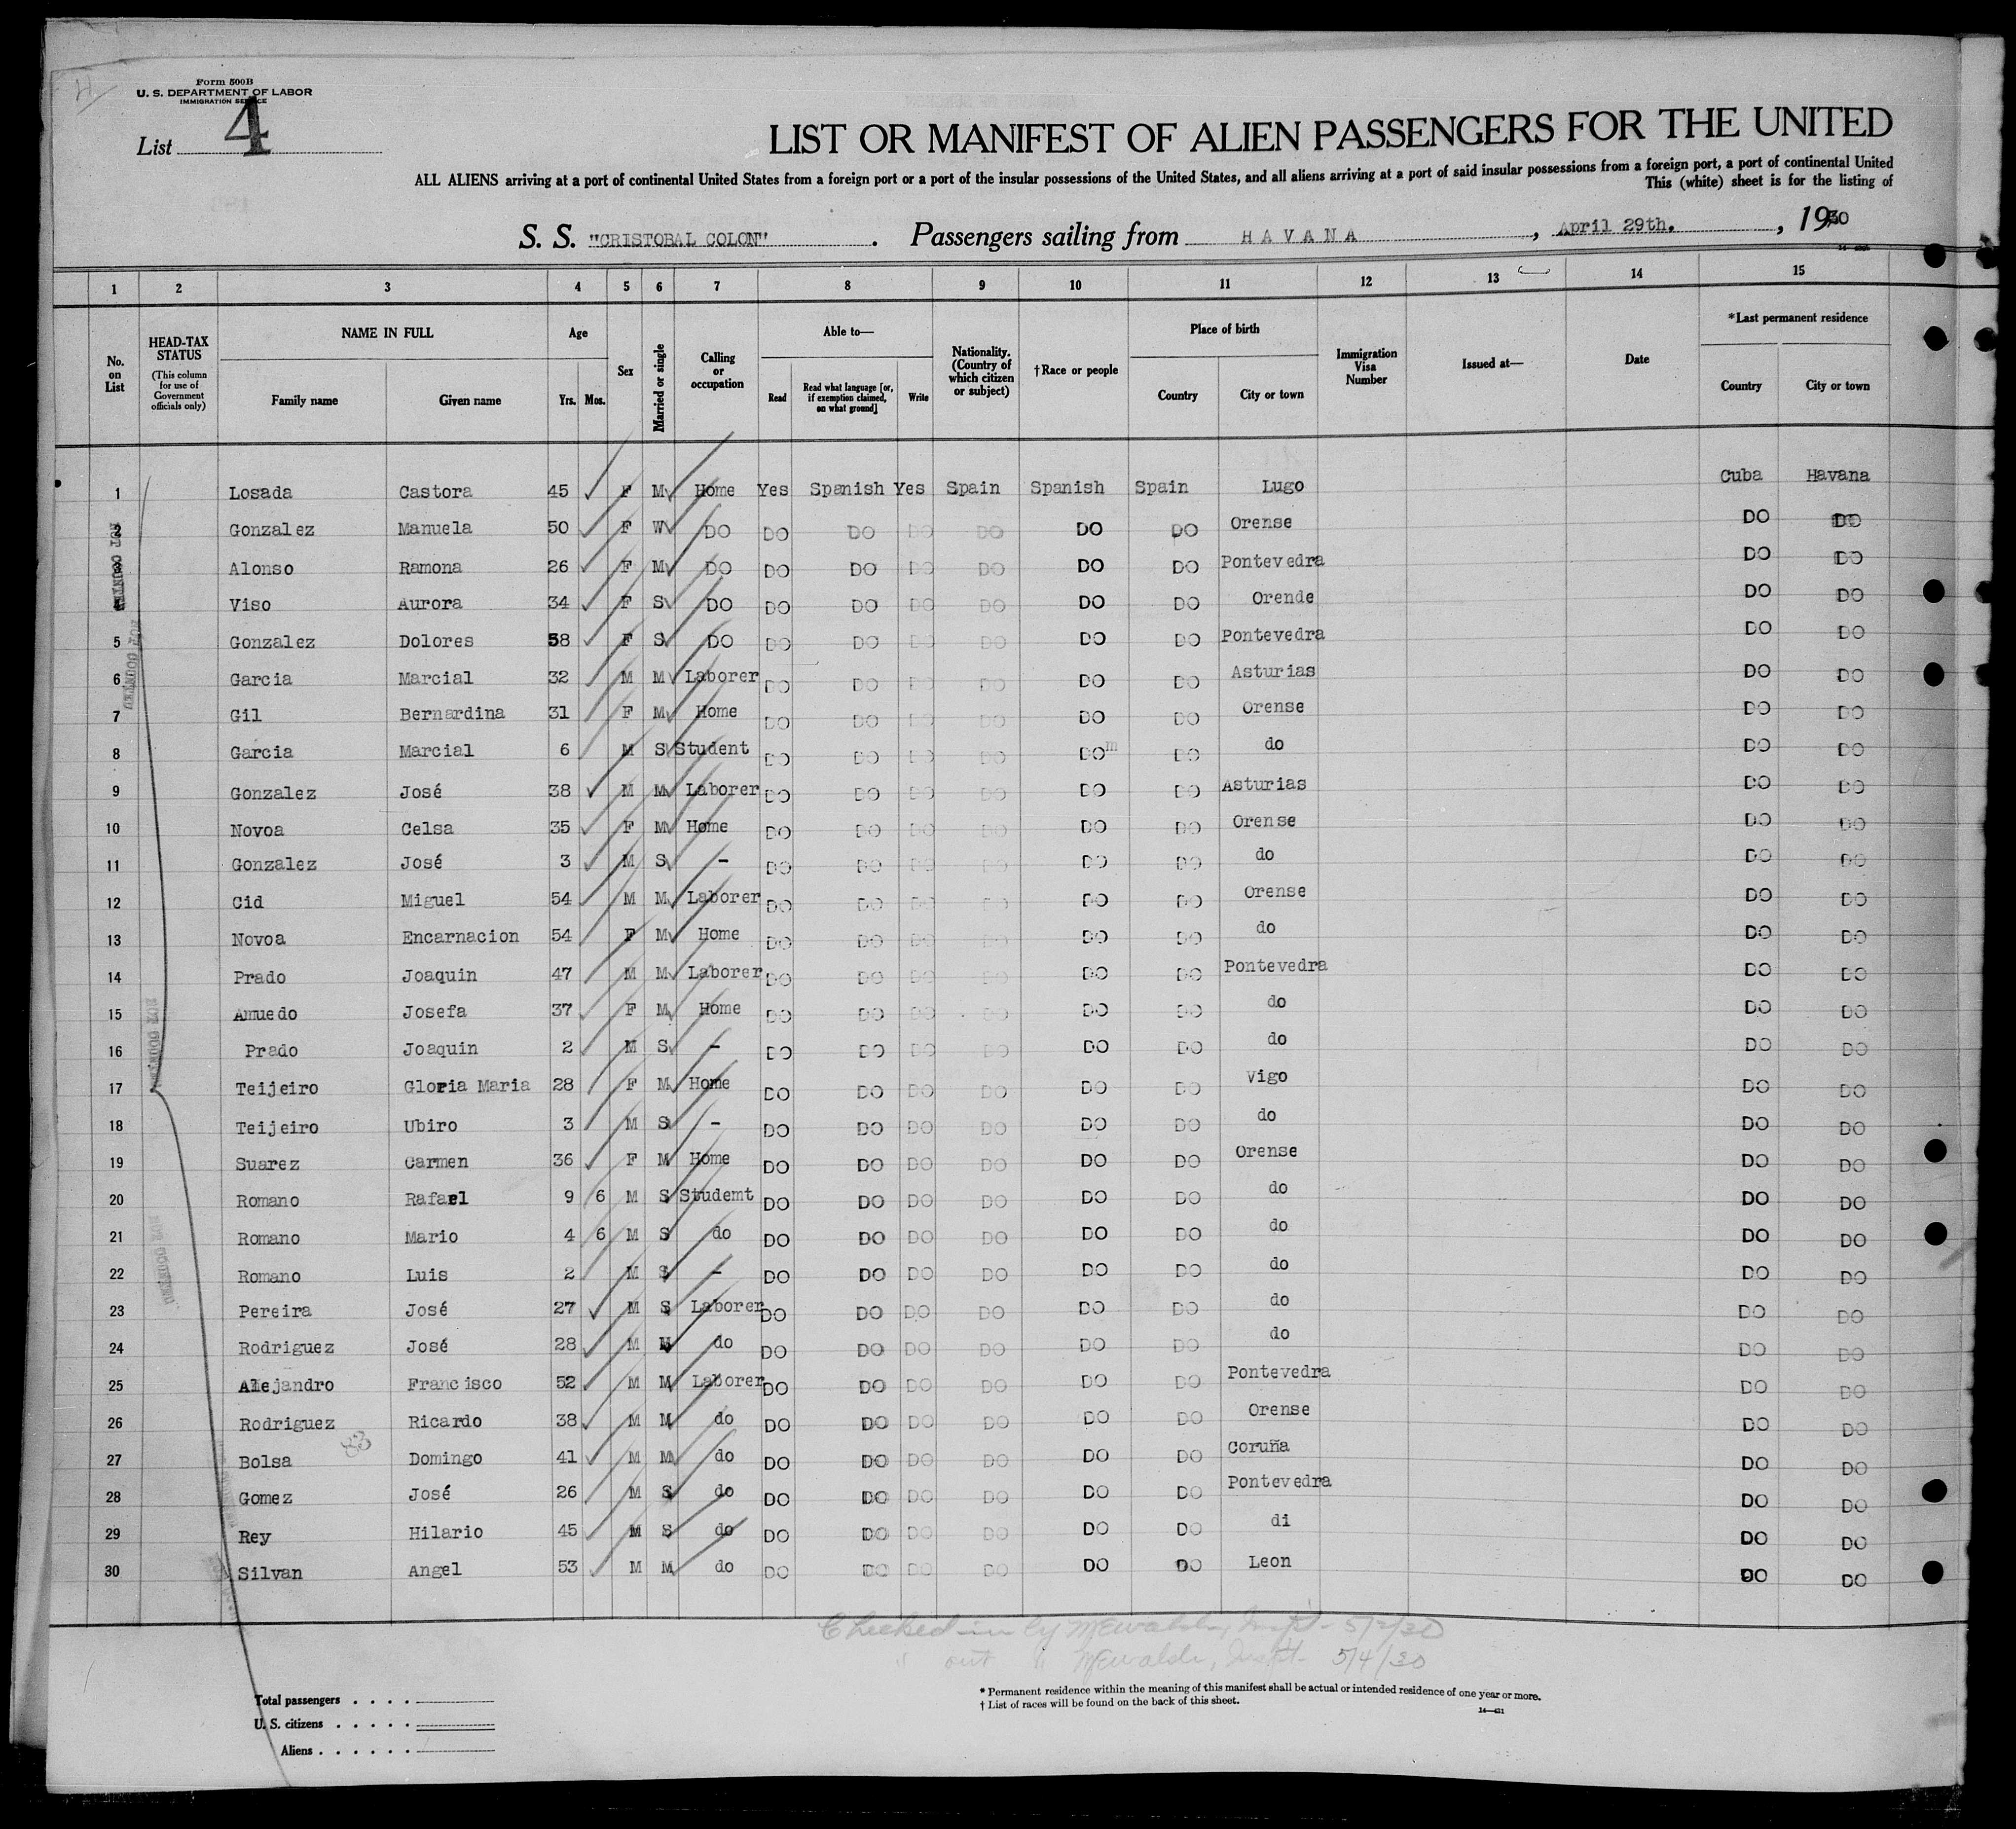 Form 500B
U. S. DEPARTMENT OF LABOR
IMMIGRATION SERVICE
List 4
LIST OR MANIFEST OF ALIEN PASSENGERS FOR THE UNITED
ALL ALIENS arriving at a port of continental United States from a foreign port or a port of the insular possessions of the United States, and all aliens arriving at a port of said insular possessions from a foreign port, a port of continental United
This (white) sheet is for the listing of
S. S. "CRISTOBAL COLON" . Passengers sailing from HAVANA , April 29th. , 1930
1 2 3 4 5 6 7 8 9 10 11 12 13 14 15
No. on List
HEAD-TAX STATUS
(This column for use of Government officials only)
NAME IN FULL
Family name
Given name
Age
Yrs. Mos.
Sex
Married or single
Calling or occupation
Able to—
Read
Read what language [or, if exemption claimed, on what ground]
Write
Nationality. (Country of which citizen or subject)
†Race or people
Place of birth
Country
City or town
Immigration Visa Number
Issued at—
Date
*Last permanent residence
Country
City or town
1 Losada Castora 45 F M Home Yes Spanish Yes Spain Spanish Spain Lugo Cuba Havana
2 Gonzalez Manuela 50 F W DO DO DO DO DO DO DO Orense DO DO
3 Alonso Ramona 26 F M DO DO DO DO DO DO DO Pontevedra DO DO
4 Viso Aurora 34 F S DO DO DO DO DO DO DO Orende DO DO
5 Gonzalez Dolores 58 F S DO DO DO DO DO DO DO Pontevedra DO DO
6 Garcia Marcial 32 M M Laborer DO DO DO DO DO DO Asturias DO DO
7 Gil Bernardina 31 F M Home DO DO DO DO DO DO Orense DO DO
8 Garcia Marcial 6 M S Student DO DO DO DO DOm DO do DO DO
9 Gonzalez José 38 M M Laborer DO DO DO DO DO DO Asturias DO DO
10 Novoa Celsa 35 F M Home DO DO DO DO DO DO Orense DO DO
11 Gonzalez José 3 M S - DO DO DO DO DO DO do DO DO
12 Cid Miguel 54 M M Laborer DO DO DO DO DO DO Orense DO DO
13 Novoa Encarnacion 54 F M Home DO DO DO DO DO DO do DO DO
14 Prado Joaquin 47 M M Laborer DO DO DO DO DO DO Pontevedra DO DO
15 Amuedo Josefa 37 F M Home DO DO DO DO DO DO do DO DO
16 Prado Joaquin 2 M S - DO DO DO DO DO DO do DO DO
17 Teijeiro Gloria Maria 28 F M Home DO DO DO DO DO DO Vigo DO DO
18 Teijeiro Ubiro 3 M S - DO DO DO DO DO DO do DO DO
19 Suarez Carmen 36 F M Home DO DO DO DO DO DO Orense DO DO
20 Romano Rafael 9 6 M S Studemt DO DO DO DO DO DO do DO DO
21 Romano Mario 4 6 M S do DO DO DO DO DO DO do DO DO
22 Romano Luis 2 M S - DO DO DO DO DO DO do DO DO
23 Pereira José 27 M S Laborer DO DO DO DO DO DO do DO DO
24 Rodriguez José 28 M do DO DO DO DO DO DO do DO DO
25 Alejandro Francisco 52 M M Laborer DO DO DO DO DO DO Pontevedra DO DO
26 Rodriguez Ricardo 38 M M do DO DO DO DO DO DO Orense DO DO
27 Bolsa Domingo 41 M M do DO DO DO DO DO DO Coruña DO DO
28 Gomez José 26 M S do DO DO DO DO DO DO Pontevedra DO DO
29 Rey Hilario 45 M S do DO DO DO DO DO DO di DO DO
30 Silvan Angel 53 M M do DO DO DO DO DO DO Leon DO DO
NOT COUNTED
NOT COUNTED
NOT COUNTED
NOT COUNTED
Checked in by Insp't 5/2/30
" out " Insp't 5/4/30
Total passengers . . . .
U. S. citizens . . . . .
Aliens . . . . . .
* Permanent residence within the meaning of this manifest shall be actual or intended residence of one year or more.
† List of races will be found on the back of this sheet.